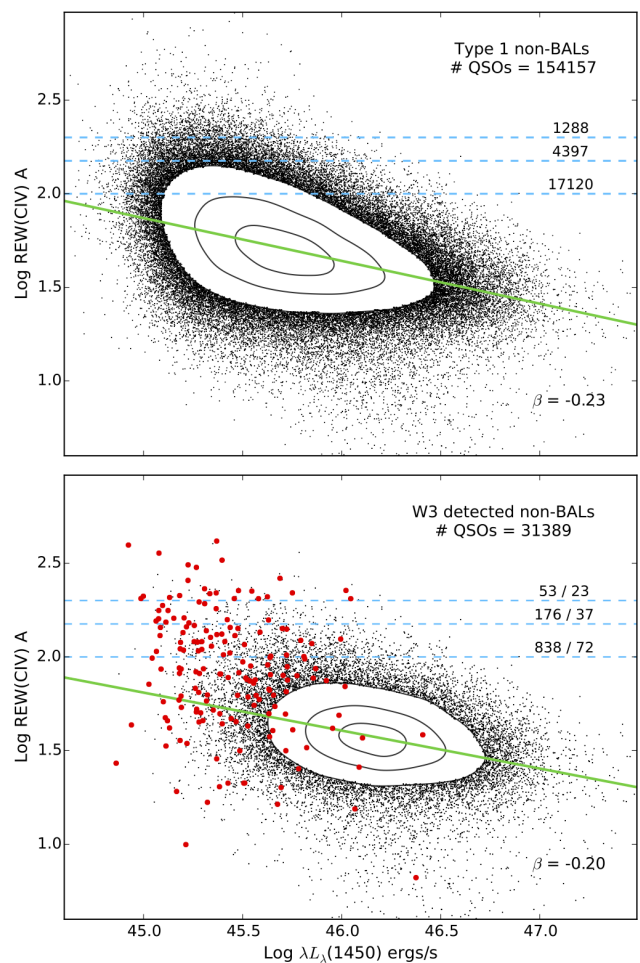 Type 1 non-BALs
# QSOs = 154157
2.5
1288
4397
2.0
17120
Log REW(CIV) A
1.5
1.0
β = -0.23
W3 detected non-BALs
# QSOs = 31389
2.5
53 / 23
176 / 37
2.0
838 / 72
Log REW(CIV) A
1.5
1.0
β = -0.20
45.0 45.5 46.0 46.5 47.0
Log λLλ(1450) ergs/s